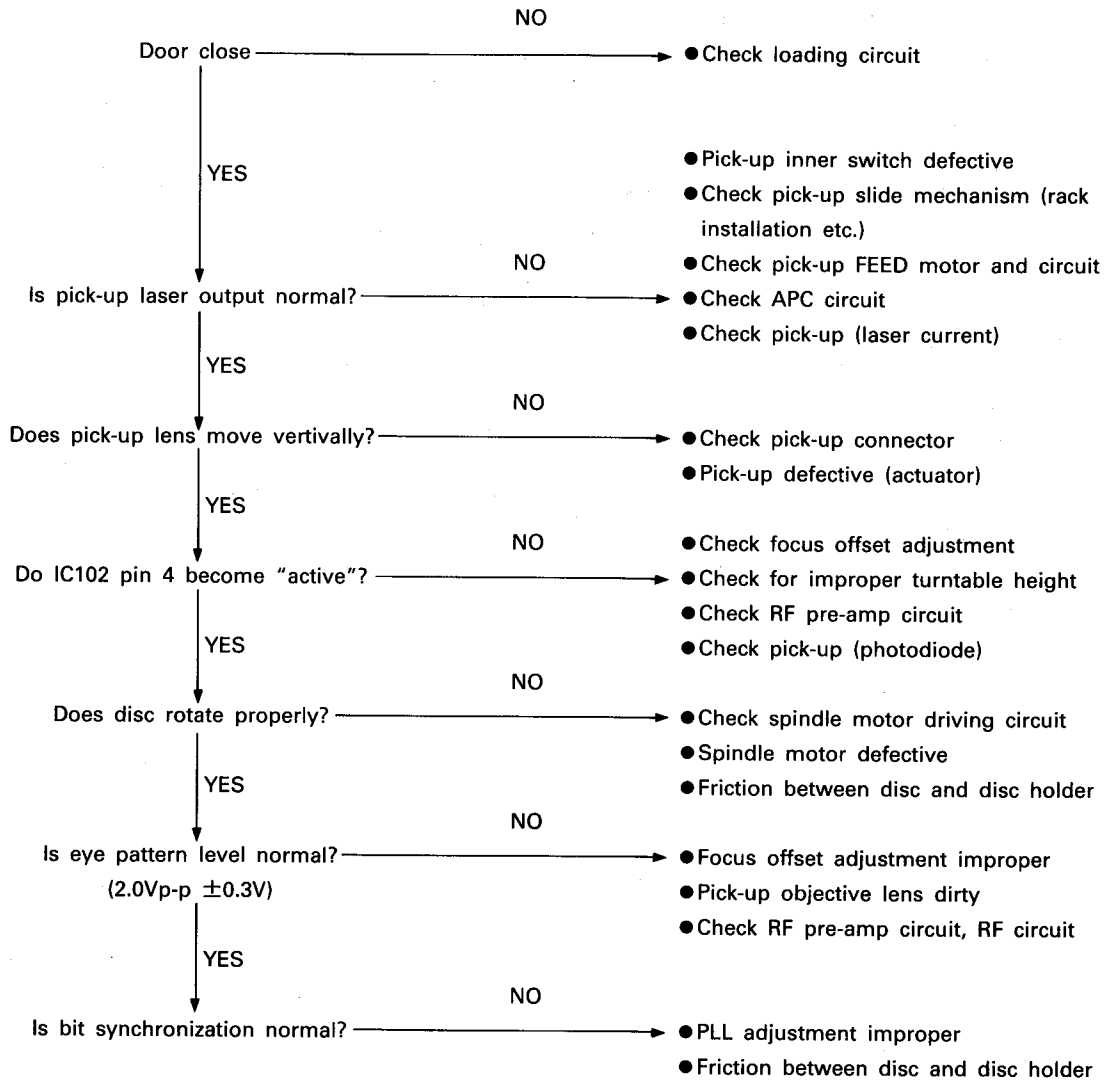 NO
Door close
●Check loading circuit
YES
●Pick-up inner switch defective
●Check pick-up slide mechanism (rack
installation etc.)
NO
●Check pick-up FEED motor and circuit
Is pick-up laser output normal?
●Check APC circuit
●Check pick-up (laser current)
YES
NO
Does pick-up lens move vertivally?
●Check pick-up connector
●Pick-up defective (actuator)
YES
NO
●Check focus offset adjustment
Do IC102 pin 4 become “active”?
●Check for improper turntable height
●Check RF pre-amp circuit
YES
●Check pick-up (photodiode)
NO
Does disc rotate properly?
●Check spindle motor driving circuit
●Spindle motor defective
YES
●Friction between disc and disc holder
NO
Is eye pattern level normal?
(2.0Vp-p ±0.3V)
●Focus offset adjustment improper
●Pick-up objective lens dirty
●Check RF pre-amp circuit, RF circuit
YES
NO
Is bit synchronization normal?
●PLL adjustment improper
●Friction between disc and disc holder